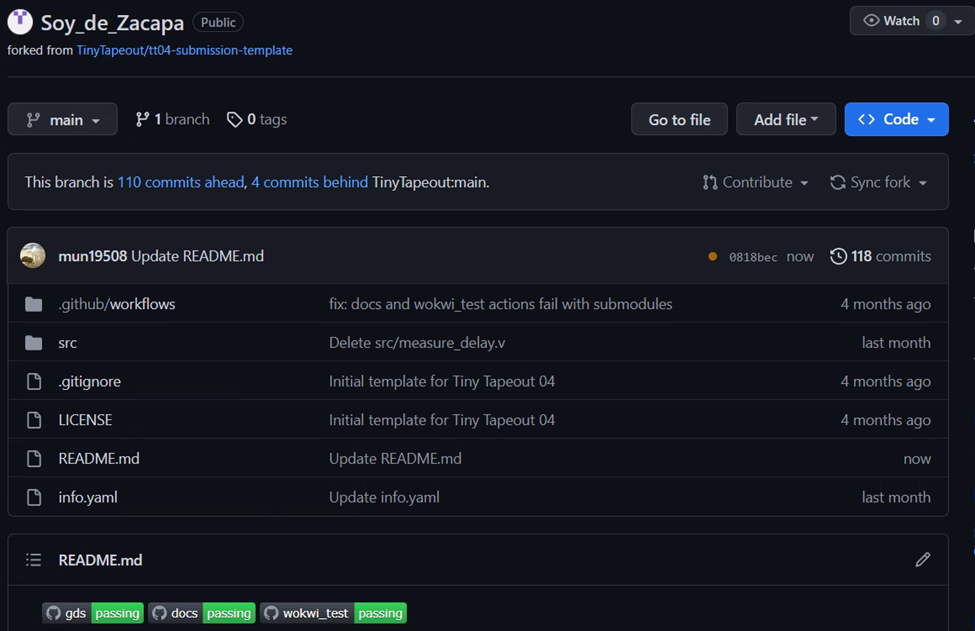 Soy_de_Zacapa Public Watch 0
forked from TinyTapeout/tt04-submission-template
main 1 branch 0 tags Go to file Add file Code
This branch is 110 commits ahead, 4 commits behind TinyTapeout:main. Contribute Sync fork
mun19508 Update README.md 0818bec now 118 commits
.github/workflows fix: docs and wokwi_test actions fail with submodules 4 months ago
src Delete src/measure_delay.v last month
.gitignore Initial template for Tiny Tapeout 04 4 months ago
LICENSE Initial template for Tiny Tapeout 04 4 months ago
README.md Update README.md now
info.yaml Update info.yaml last month
README.md
gds passing docs passing wokwi_test passing